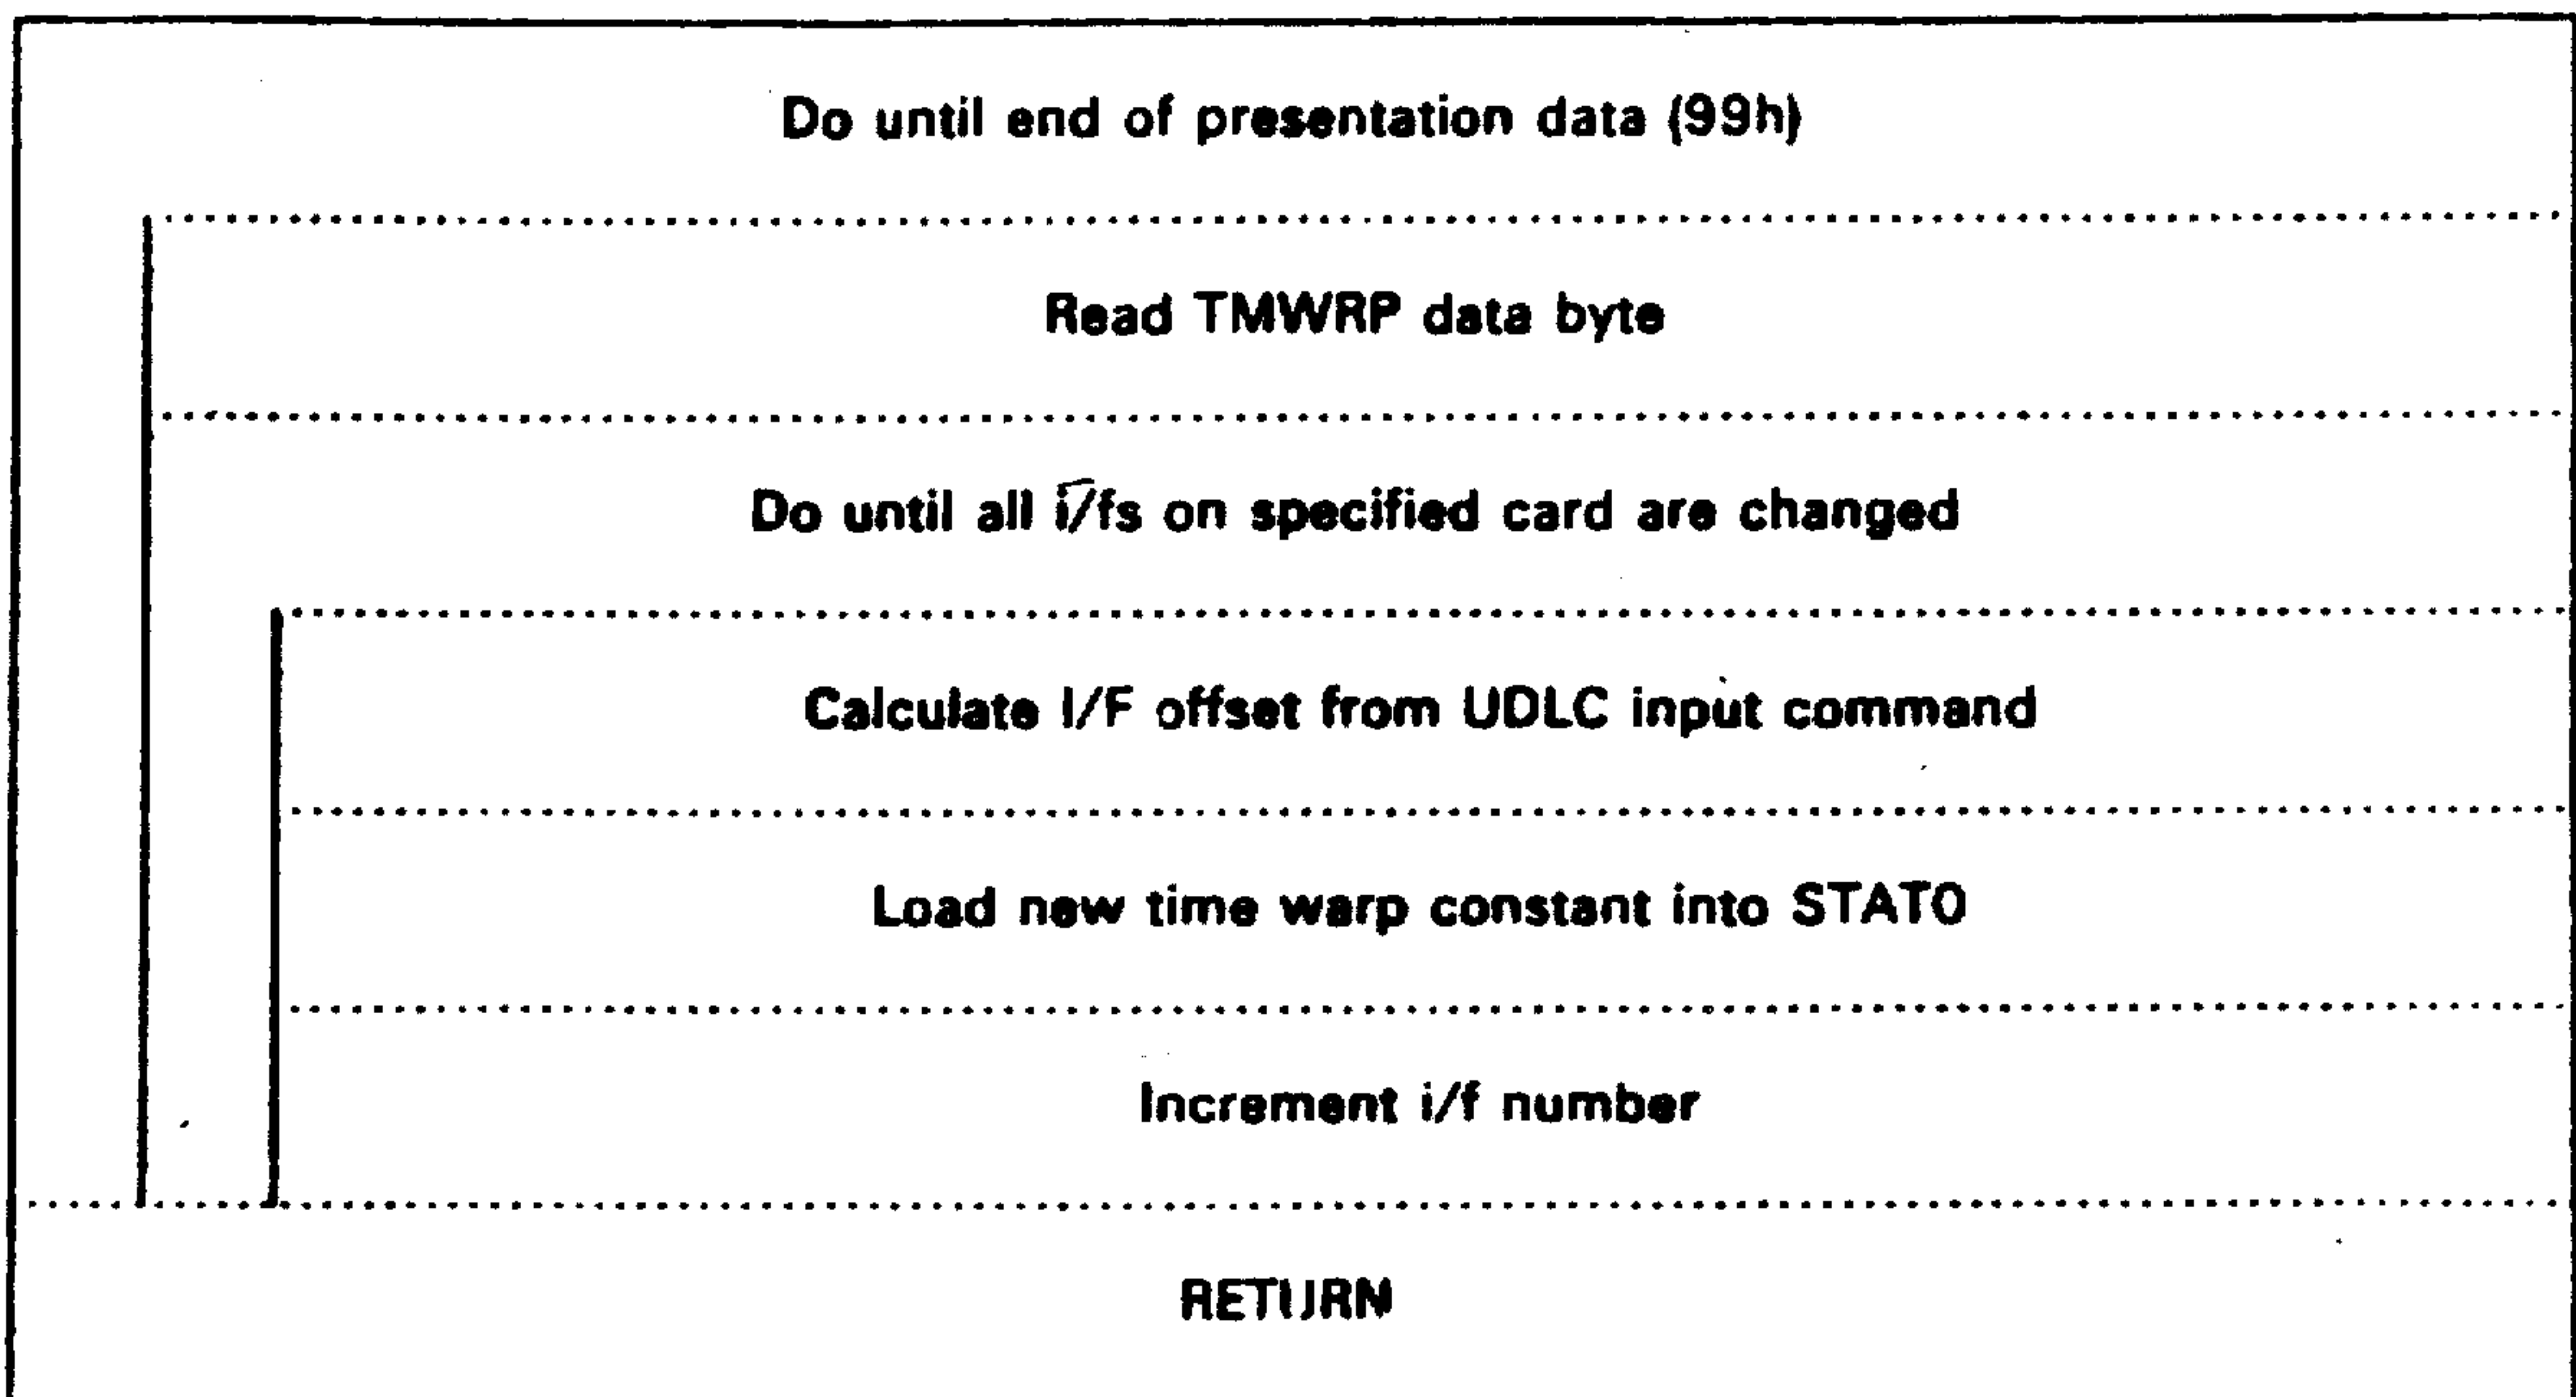 Do until end of presentation data (99h)
Read TMWRP data byte
Do until all i/fs on specified card are changed
Calculate I/F offset from UDLC input command
Load new time warp constant into STAT0
Increment i/f number
RETURN